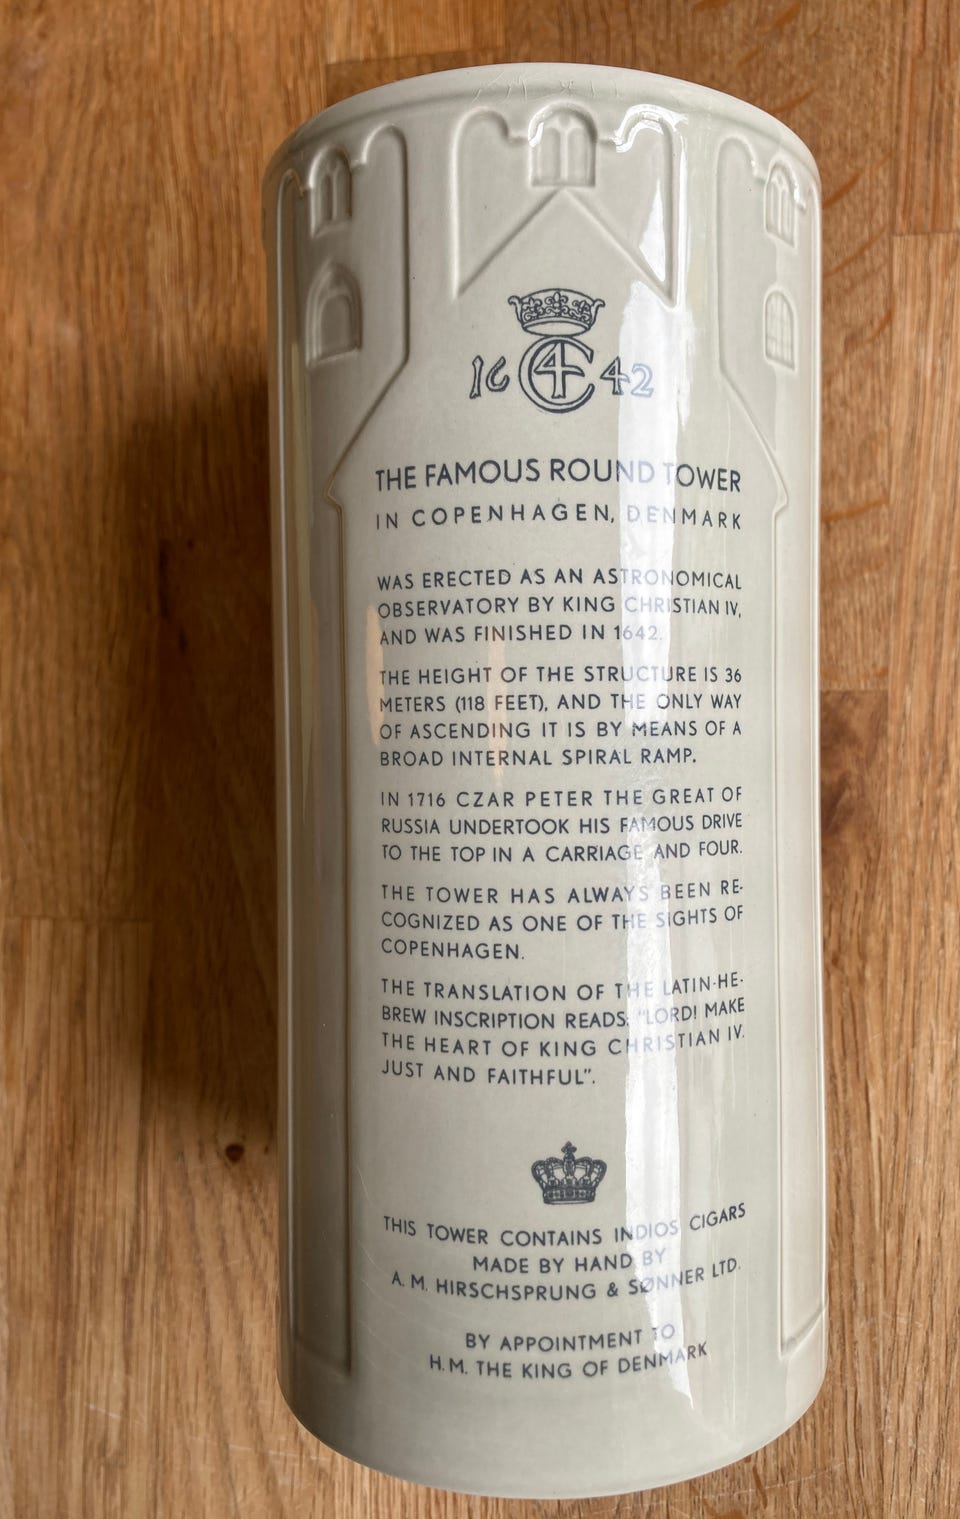 16 C4 42
THE FAMOUS ROUND TOWER
IN COPENHAGEN, DENMARK
WAS ERECTED AS AN ASTRONOMICAL
OBSERVATORY BY KING CHRISTIAN IV,
AND WAS FINISHED IN 1642.
THE HEIGHT OF THE STRUCTURE IS 36
METERS (118 FEET), AND THE ONLY WAY
OF ASCENDING IT IS BY MEANS OF A
BROAD INTERNAL SPIRAL RAMP.
IN 1716 CZAR PETER THE GREAT OF
RUSSIA UNDERTOOK HIS FAMOUS DRIVE
TO THE TOP IN A CARRIAGE AND FOUR.
THE TOWER HAS ALWAYS BEEN RE-
COGNIZED AS ONE OF THE SIGHTS OF
COPENHAGEN.
THE TRANSLATION OF THE LATIN-HE-
BREW INSCRIPTION READS: "LORD! MAKE
THE HEART OF KING CHRISTIAN IV.
JUST AND FAITHFUL".
THIS TOWER CONTAINS INDIOS CIGARS
MADE BY HAND BY
A. M. HIRSCHSPRUNG & SØNNER LTD.
BY APPOINTMENT TO
H. M. THE KING OF DENMARK